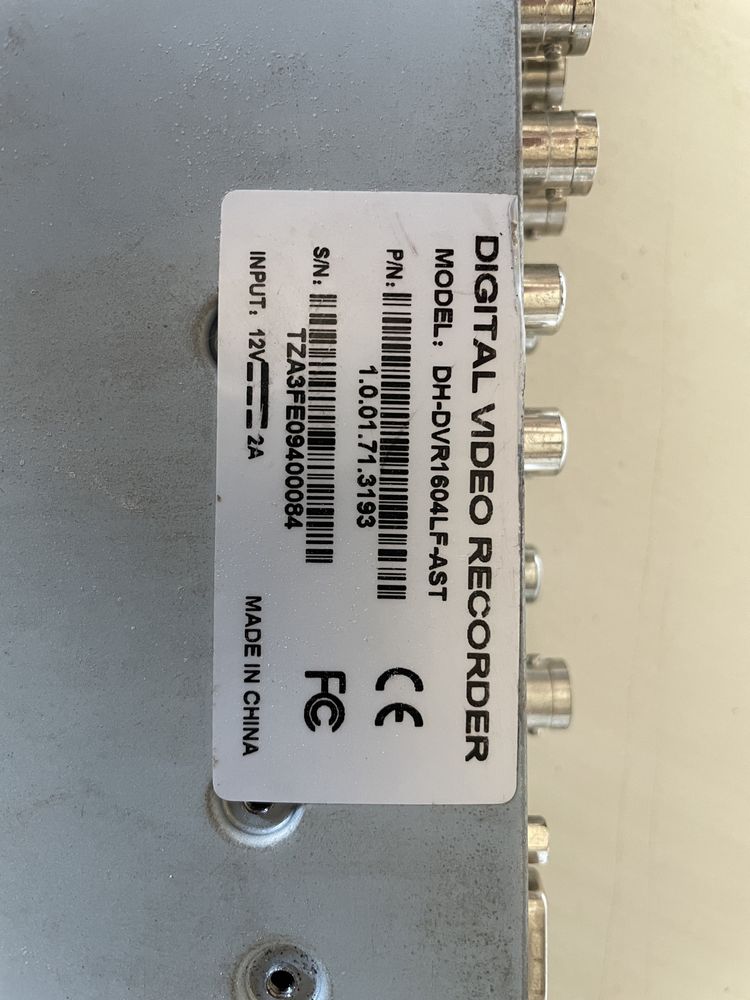 DIGITAL VIDEO RECORDER
MODEL: DH-DVR1604LF-AST
P/N:
1.0.01.71.3193
CE
S/N:
TZA3FE09400084
FC
INPUT: 12V 2A
MADE IN CHINA